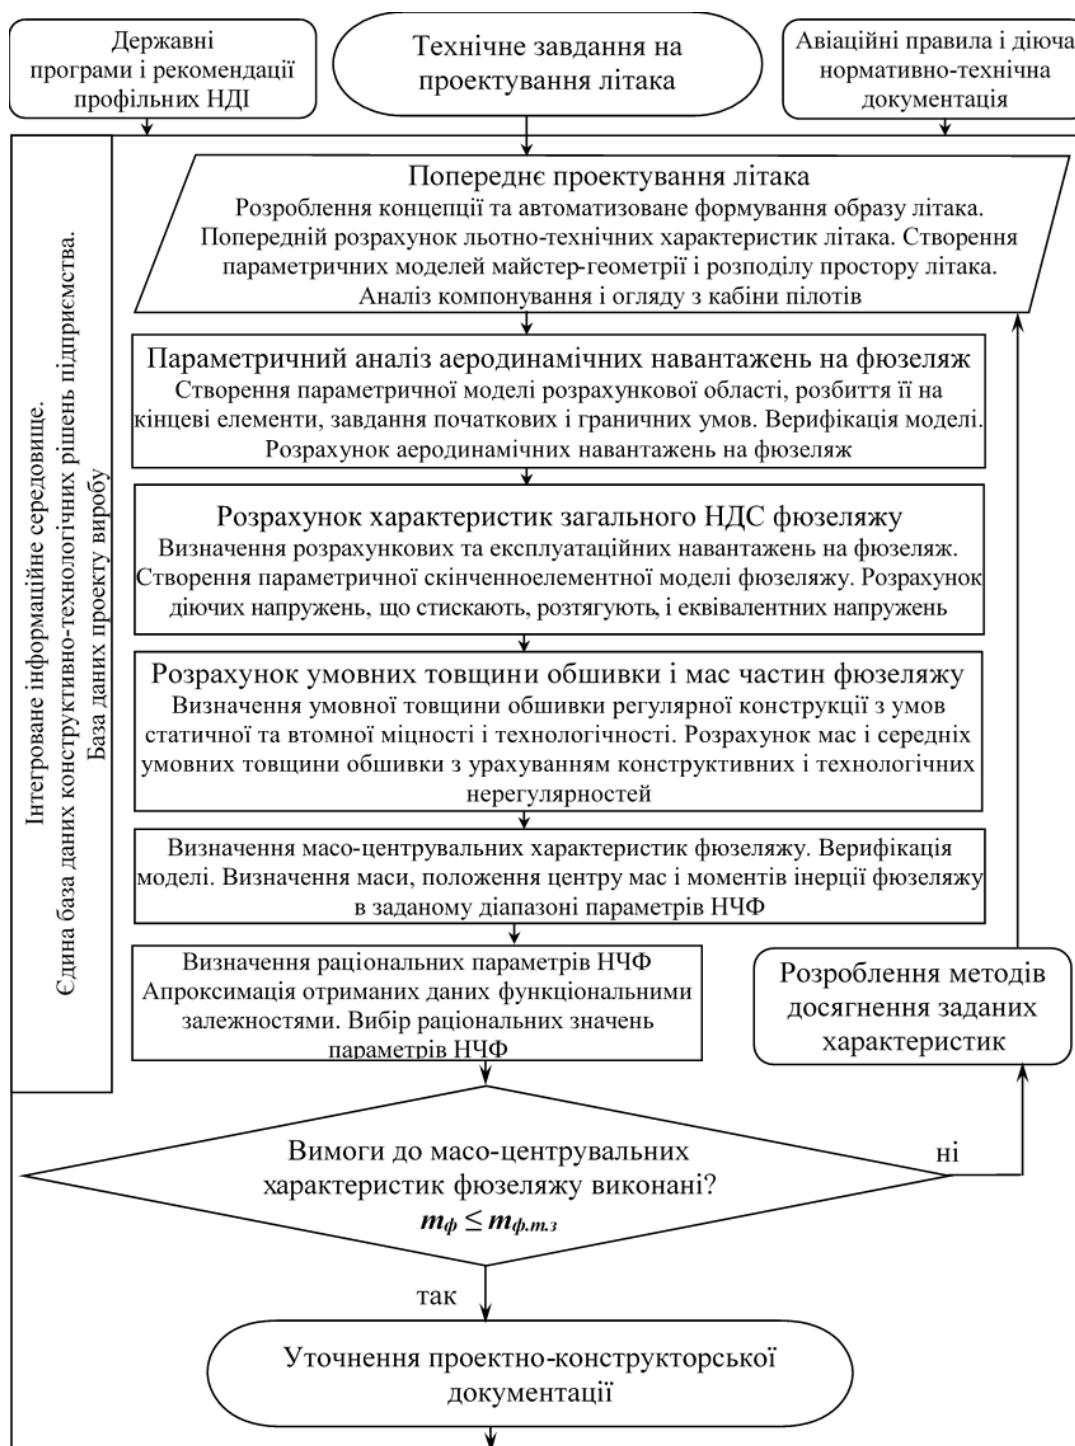 Державні
програми і рекомендації
профільних НДІ
Технічне завдання на
проектування літака
Авіаційні правила і діюча
нормативно-технічна
документація
Інтегроване інформаційне середовище.
Єдина база даних конструктивно-технологічних рішень підприємства.
База даних проекту виробу
Попереднє проектування літака
Розроблення концепції та автоматизоване формування образу літака.
Попередній розрахунок льотно-технічних характеристик літака. Створення
параметричних моделей майстер-геометрії і розподілу простору літака.
Аналіз компонування і огляду з кабіни пілотів
Параметричний аналіз аеродинамічних навантажень на фюзеляж
Створення параметричної моделі розрахункової області, розбиття її на
кінцеві елементи, завдання початкових і граничних умов. Верифікація моделі.
Розрахунок аеродинамічних навантажень на фюзеляж
Розрахунок характеристик загального НДС фюзеляжу
Визначення розрахункових та експлуатаційних навантажень на фюзеляж.
Створення параметричної скінченноелементної моделі фюзеляжу. Розрахунок
діючих напружень, що стискають, розтягують, і еквівалентних напружень
Розрахунок умовних товщини обшивки і мас частин фюзеляжу
Визначення умовної товщини обшивки регулярної конструкції з умов
статичної та втомної міцності і технологічності. Розрахунок мас і середніх
умовних товщини обшивки з урахуванням конструктивних і технологічних
нерегулярностей
Визначення масо-центрувальних характеристик фюзеляжу. Верифікація
моделі. Визначення маси, положення центру мас і моментів інерції фюзеляжу
в заданому діапазоні параметрів НЧФ
Визначення раціональних параметрів НЧФ
Апроксимація отриманих даних функціональними
залежностями. Вибір раціональних значень
параметрів НЧФ
Розроблення методів
досягнення заданих
характеристик
Вимоги до масо-центрувальних
характеристик фюзеляжу виконані?
mф ≤ mф.т.з
ні
так
Уточнення проектно-конструкторської
документації